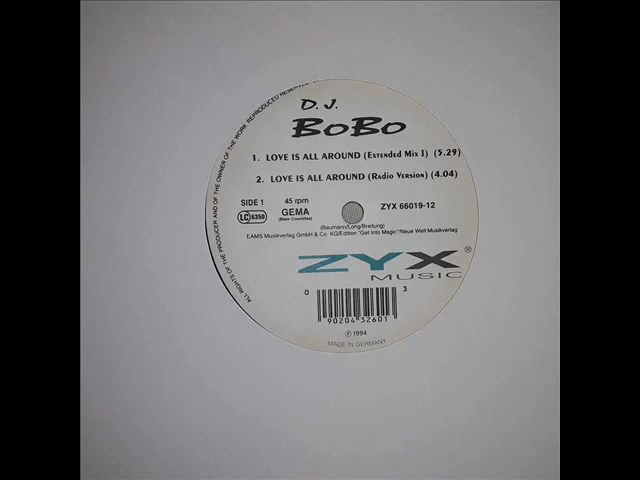 D.J.
BoBo
1. LOVE IS ALL AROUND (Extended Mix I) (5.29)
2. LOVE IS ALL AROUND (Radio Version) (4.04)
SIDE 1
45 rpm
ZYX 66019-12
LC 6350
GEMA
(Biem Countries)
(Baumann/Long/Breitung)
EAMS Musikverlag GmbH & Co. KG/Edition "Get Into Magic"/Neue Welt Musikverlag
ZYX®
MUSIC
0
3
90204 32601
℗ 1994
MADE IN GERMANY
ALL RIGHTS OF THE PRODUCER AND OF THE OWNER OF THE WORK REPRODUCED RESERVED